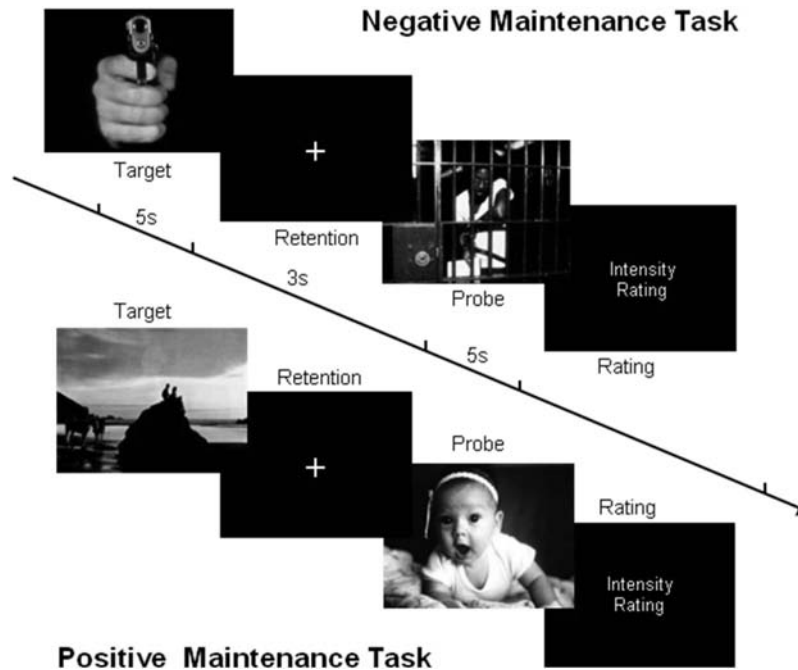 Negative Maintenance Task
Target
5s
Retention
3s
Probe
Intensity
Rating
5s
Rating
Target
Retention
Probe
Rating
Intensity
Rating
Positive Maintenance Task